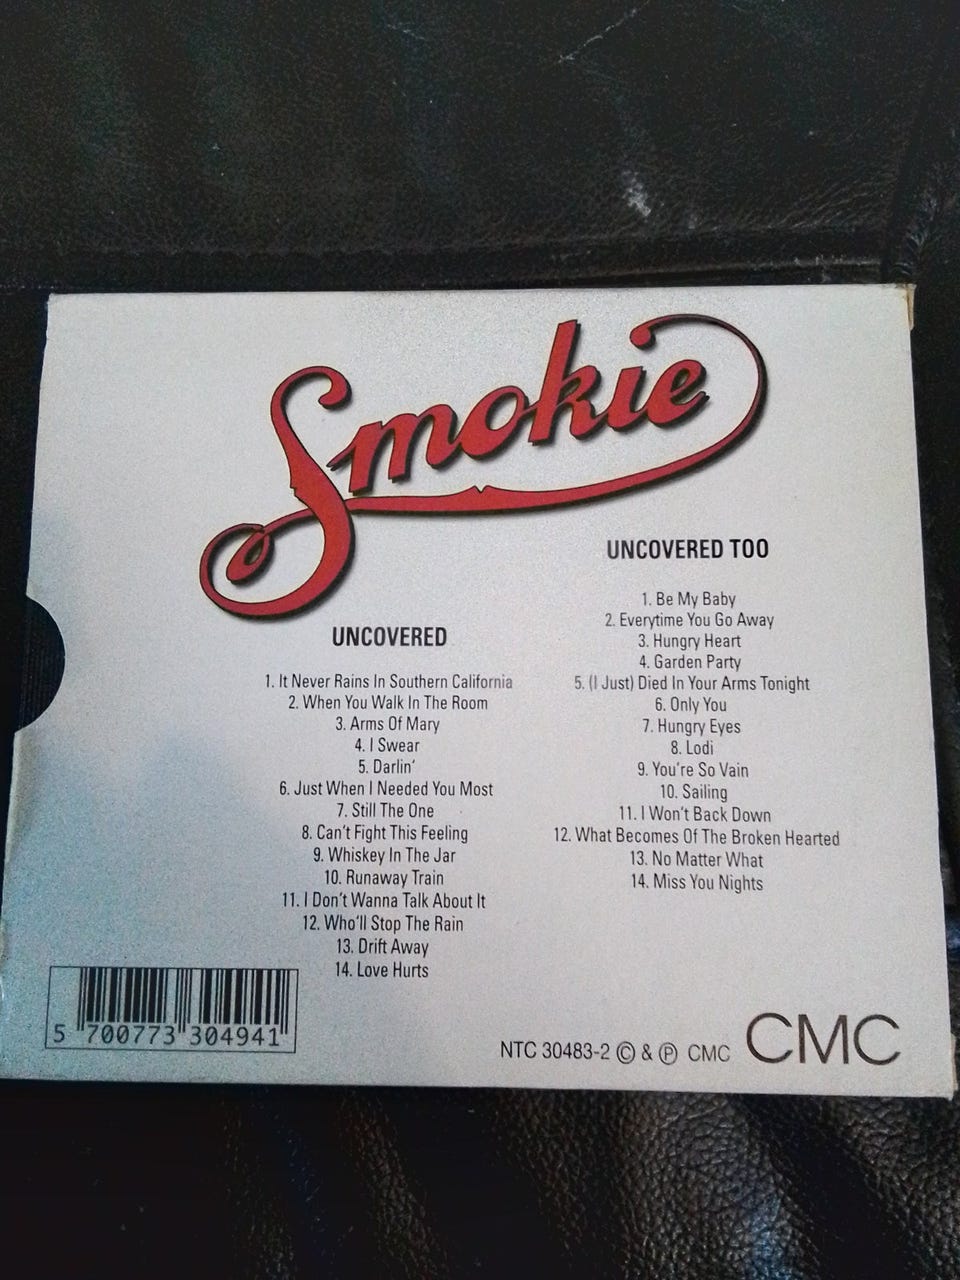 Smokie
UNCOVERED
1. It Never Rains In Southern California
2. When You Walk In The Room
3. Arms Of Mary
4. I Swear
5. Darlin'
6. Just When I Needed You Most
7. Still The One
8. Can't Fight This Feeling
9. Whiskey In The Jar
10. Runaway Train
11. I Don't Wanna Talk About It
12. Who'll Stop The Rain
13. Drift Away
14. Love Hurts
UNCOVERED TOO
1. Be My Baby
2. Everytime You Go Away
3. Hungry Heart
4. Garden Party
5. (I Just) Died In Your Arms Tonight
6. Only You
7. Hungry Eyes
8. Lodi
9. You're So Vain
10. Sailing
11. I Won't Back Down
12. What Becomes Of The Broken Hearted
13. No Matter What
14. Miss You Nights
5 700773 304941
NTC 30483-2 © & ℗ CMC
CMC